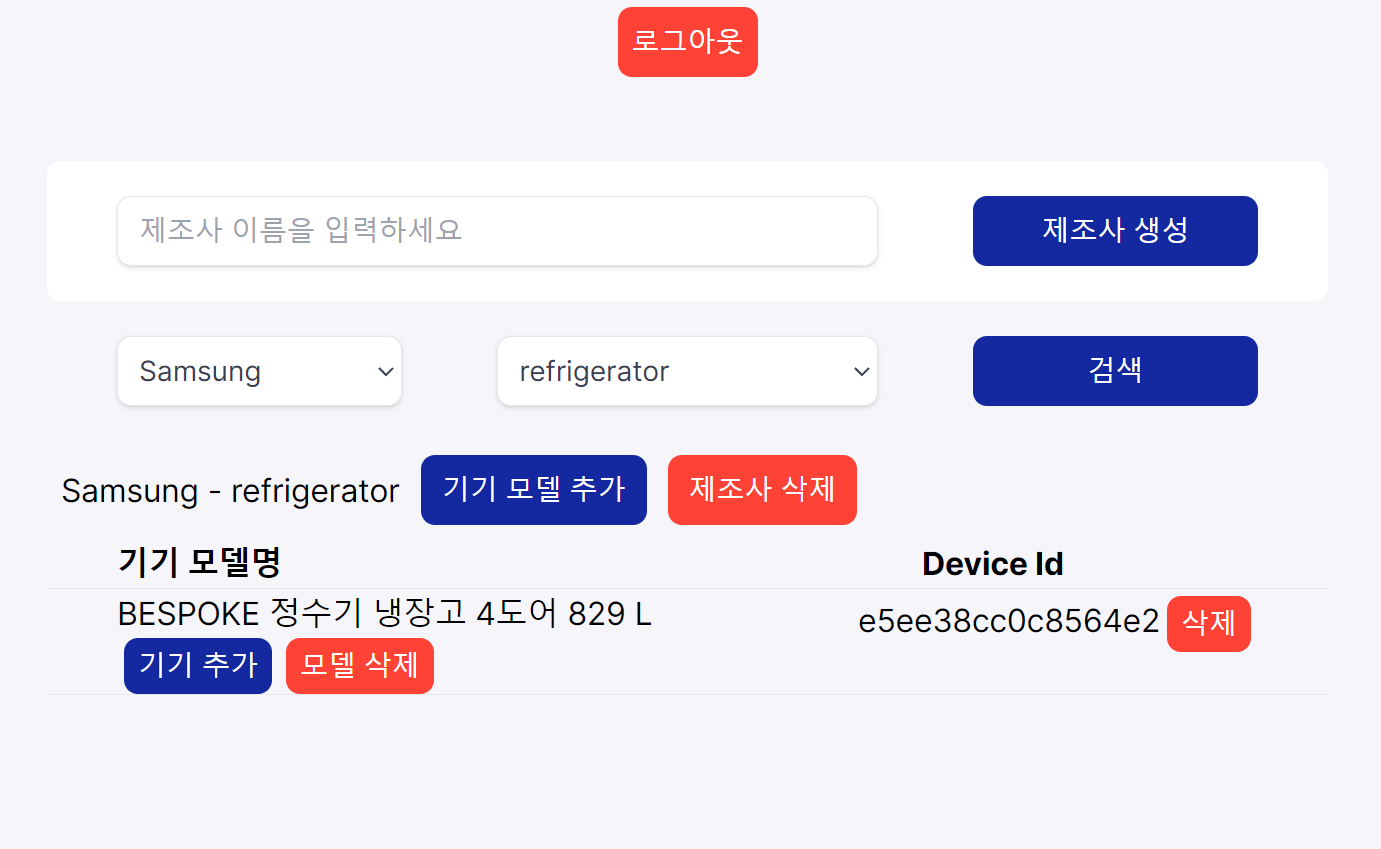 로그아웃
제조사 이름을 입력하세요
제조사 생성
Samsung
refrigerator
검색
Samsung - refrigerator
기기 모델 추가
제조사 삭제
기기 모델명
Device Id
BESPOKE 정수기 냉장고 4도어 829 L
e5ee38cc0c8564e2
삭제
기기 추가
모델 삭제